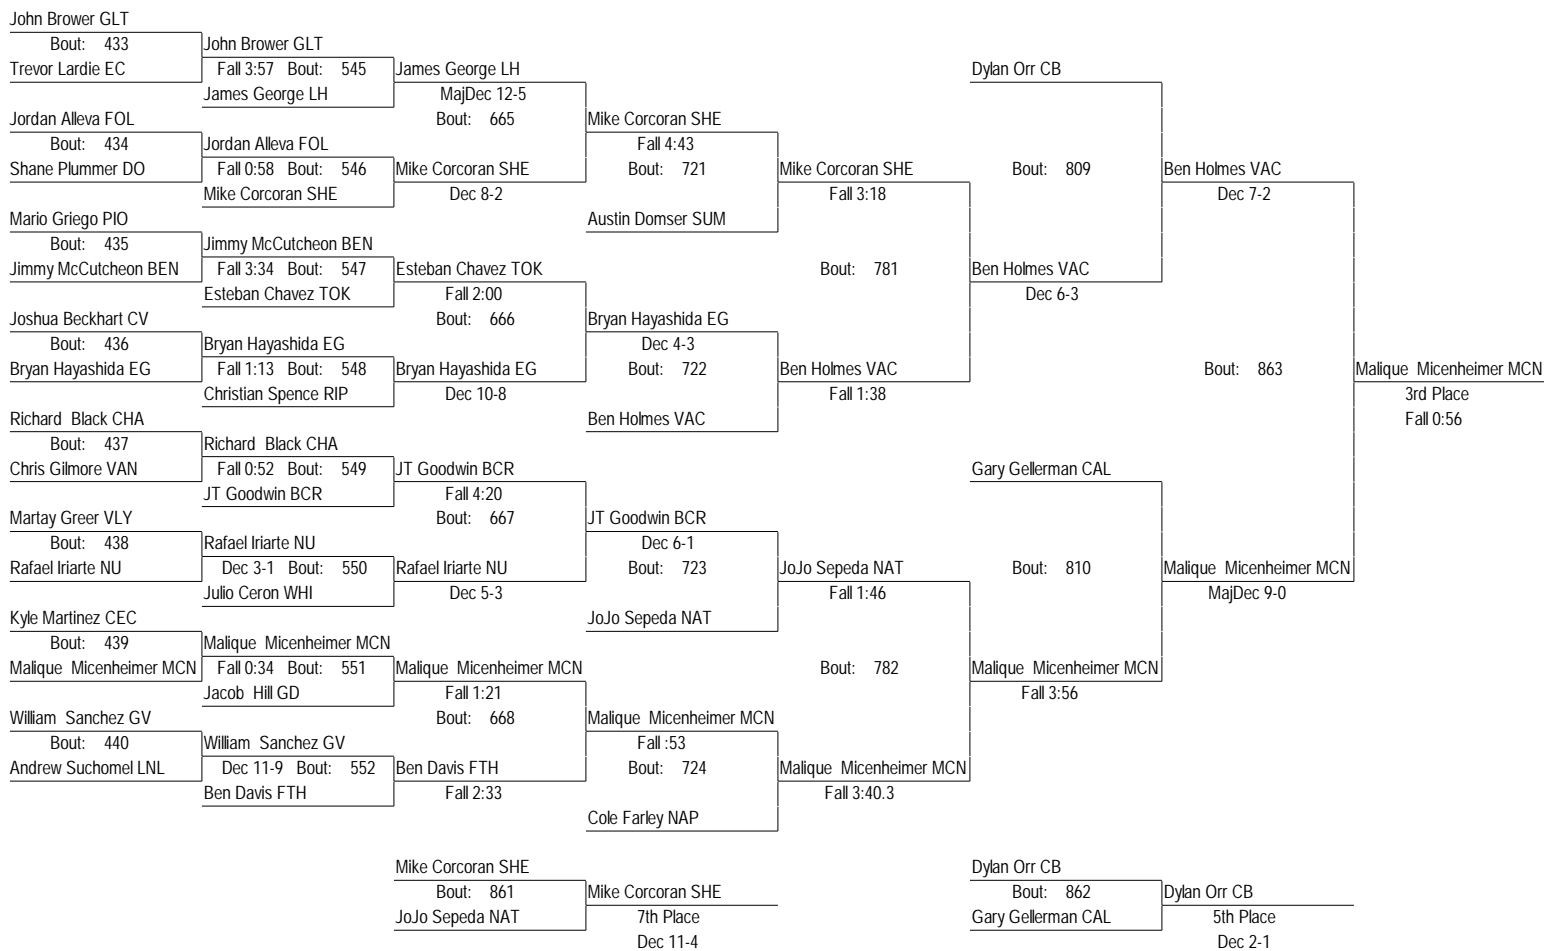 John Brower GLT
Bout: 433
Trevor Lardie EC
Jordan Alleva FOL
Bout: 434
Shane Plummer DO
Mario Griego PIO
Bout: 435
Jimmy McCutcheon BEN
Joshua Beckhart CV
Bout: 436
Bryan Hayashida EG
Richard Black CHA
Bout: 437
Chris Gilmore VAN
Martay Greer VLY
Bout: 438
Rafael Iriarte NU
Kyle Martinez CEC
Bout: 439
Malique Micenheimer MCN
William Sanchez GV
Bout: 440
Andrew Suchomel LNL
John Brower GLT
Fall 3:57 Bout: 545
James George LH
Jordan Alleva FOL
Fall 0:58 Bout: 546
Mike Corcoran SHE
Jimmy McCutcheon BEN
Fall 3:34 Bout: 547
Esteban Chavez TOK
Bryan Hayashida EG
Fall 1:13 Bout: 548
Christian Spence RIP
Richard Black CHA
Fall 0:52 Bout: 549
JT Goodwin BCR
Rafael Iriarte NU
Dec 3-1 Bout: 550
Julio Ceron WHI
Malique Micenheimer MCN
Fall 0:34 Bout: 551
Jacob Hill GD
William Sanchez GV
Dec 11-9 Bout: 552
Ben Davis FTH
James George LH
MajDec 12-5
Bout: 665
Mike Corcoran SHE
Dec 8-2
Esteban Chavez TOK
Fall 2:00
Bout: 666
Bryan Hayashida EG
Dec 10-8
JT Goodwin BCR
Fall 4:20
Bout: 667
Rafael Iriarte NU
Dec 5-3
Malique Micenheimer MCN
Fall 1:21
Bout: 668
Ben Davis FTH
Fall 2:33
Mike Corcoran SHE
Fall 4:43
Bout: 721
Austin Domser SUM
Bryan Hayashida EG
Dec 4-3
Bout: 722
Ben Holmes VAC
JT Goodwin BCR
Dec 6-1
Bout: 723
JoJo Sepeda NAT
Malique Micenheimer MCN
Fall :53
Bout: 724
Cole Farley NAP
Mike Corcoran SHE
Fall 3:18
Bout: 781
Ben Holmes VAC
Fall 1:38
JoJo Sepeda NAT
Fall 1:46
Bout: 782
Malique Micenheimer MCN
Fall 3:40.3
Dylan Orr CB
Bout: 809
Ben Holmes VAC
Dec 6-3
Gary Gellerman CAL
Bout: 810
Malique Micenheimer MCN
Fall 3:56
Ben Holmes VAC
Dec 7-2
Bout: 863
Malique Micenheimer MCN
MajDec 9-0
Malique Micenheimer MCN
3rd Place
Fall 0:56
Mike Corcoran SHE
Bout: 861
JoJo Sepeda NAT
Mike Corcoran SHE
7th Place
Dec 11-4
Dylan Orr CB
Bout: 862
Gary Gellerman CAL
Dylan Orr CB
5th Place
Dec 2-1